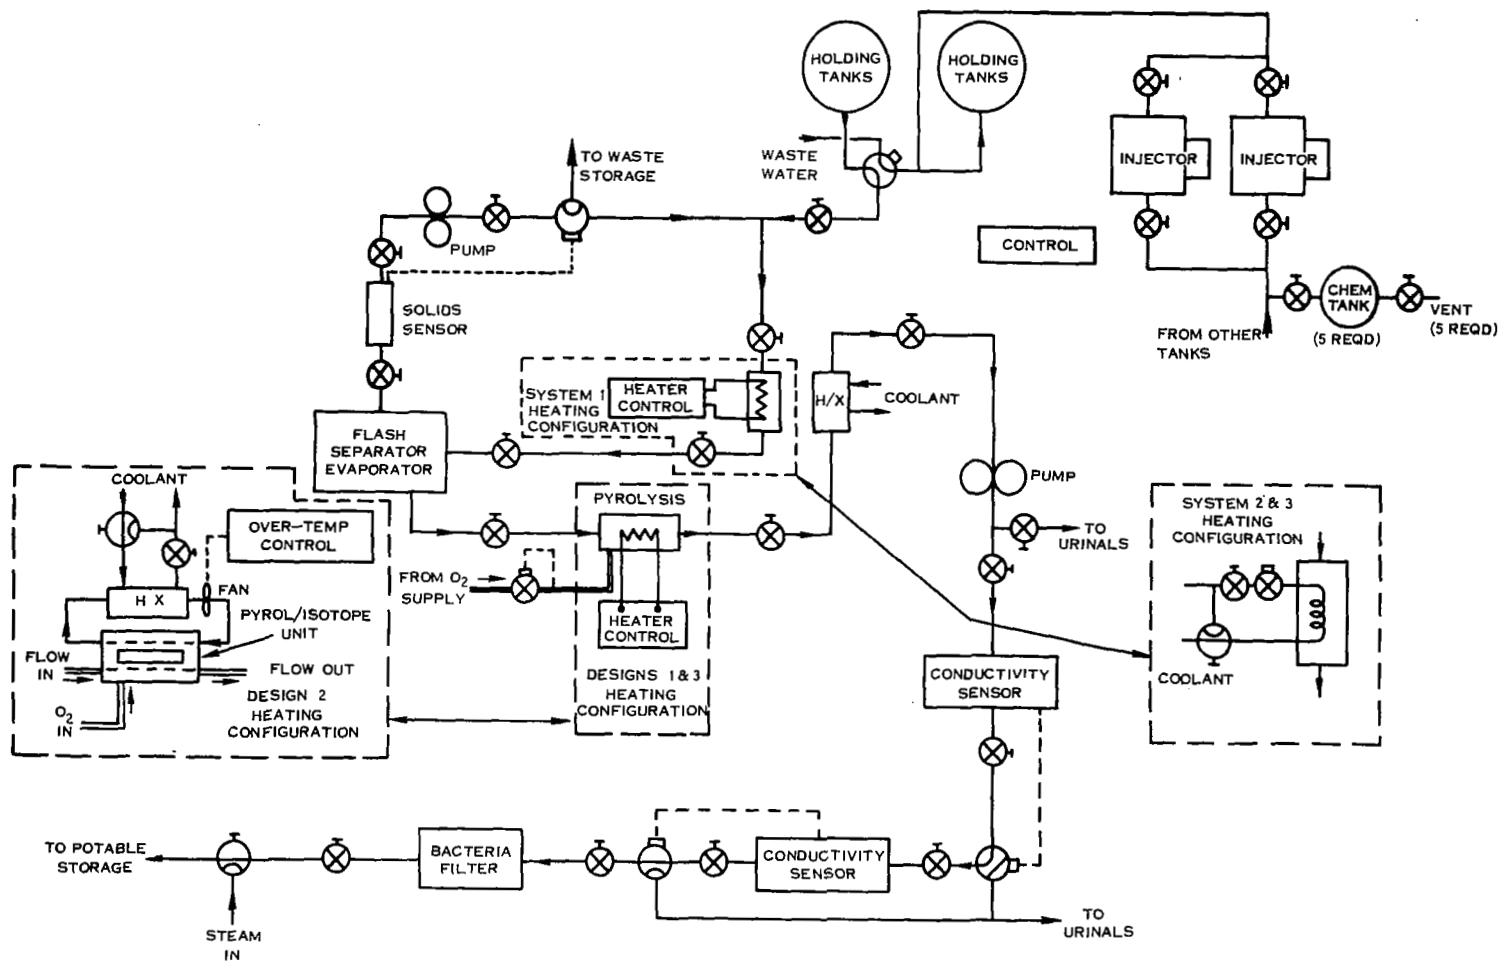 HOLDING
TANKS
HOLDING
TANKS
WASTE
WATER
INJECTOR
INJECTOR
TO WASTE
STORAGE
PUMP
CONTROL
SOLIDS
SENSOR
CHEM
TANK
(5 REQD)
VENT
(5 REQD)
FROM OTHER
TANKS
SYSTEM 1
HEATING
CONFIGURATION
HEATER
CONTROL
H/X
COOLANT
FLASH
SEPARATOR
EVAPORATOR
PUMP
TO
URINALS
COOLANT
OVER-TEMP
CONTROL
H X
FAN
PYROL/ISOTOPE
UNIT
FLOW
IN
FLOW OUT
O2
IN
DESIGN 2
HEATING
CONFIGURATION
PYROLYSIS
FROM O2
SUPPLY
HEATER
CONTROL
DESIGNS 1 & 3
HEATING
CONFIGURATION
SYSTEM 2 & 3
HEATING
CONFIGURATION
COOLANT
CONDUCTIVITY
SENSOR
CONDUCTIVITY
SENSOR
BACTERIA
FILTER
TO POTABLE
STORAGE
STEAM
IN
TO
URINALS